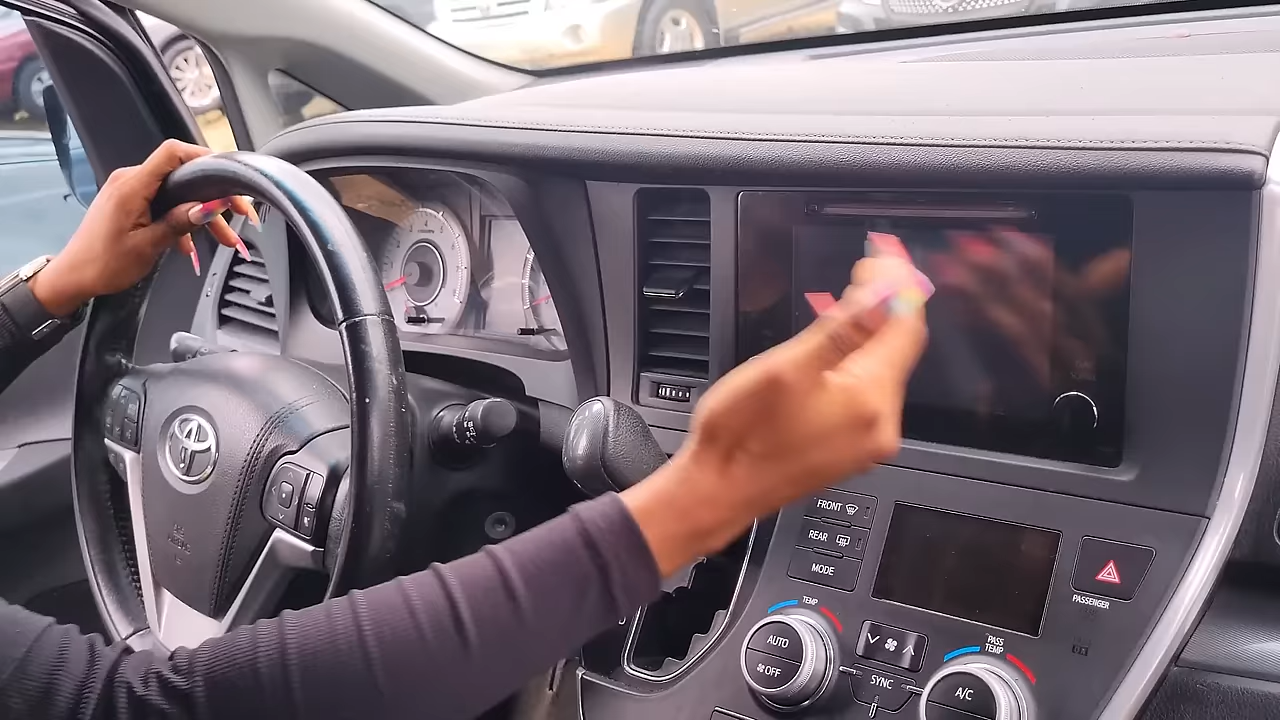 FRONT
REAR
MODE
PASSENGER
TEMP
AUTO
OFF
SYNC
PASS
TEMP
A/C